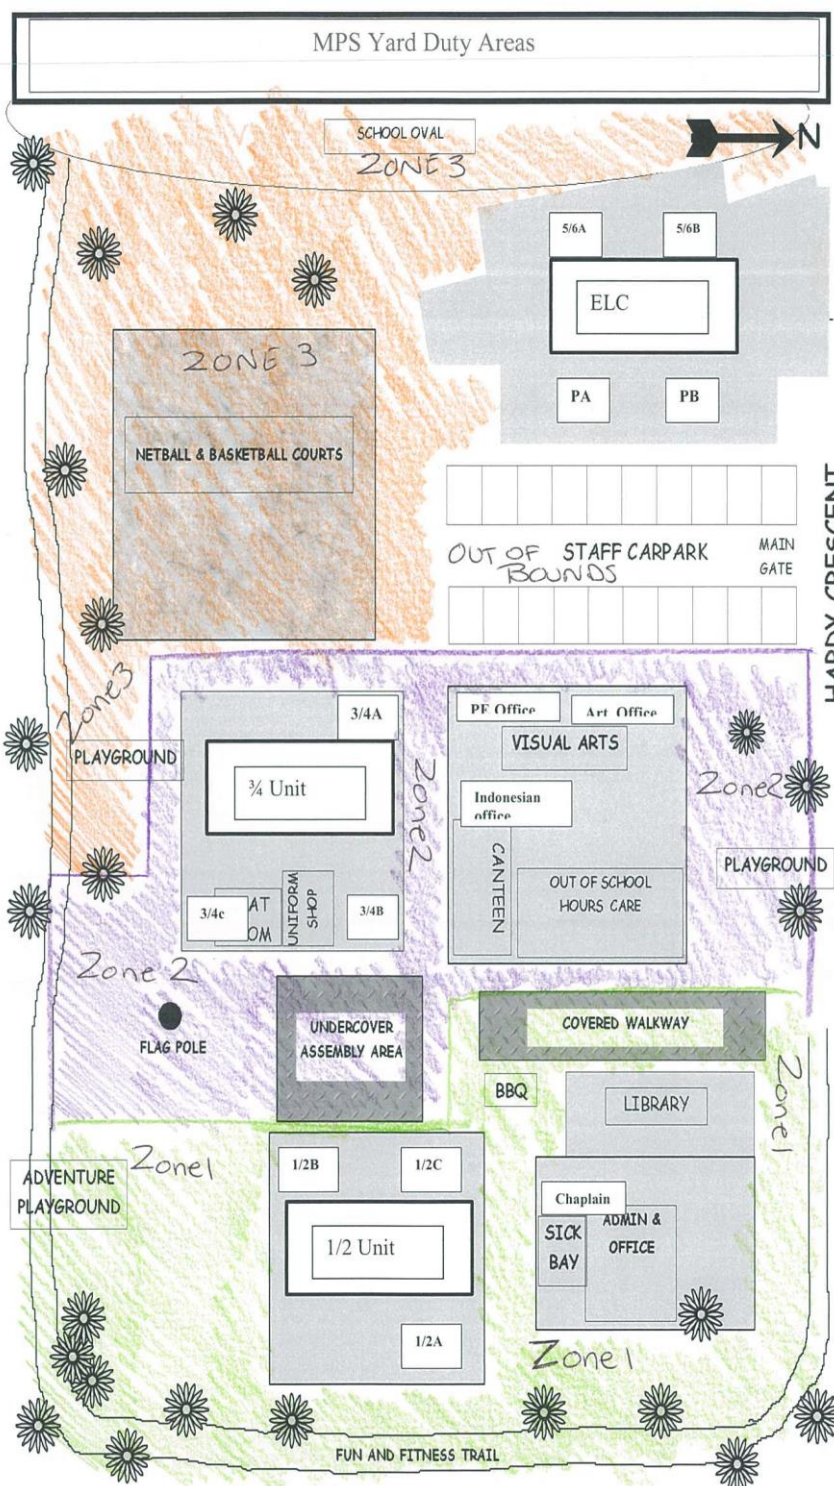 MPS Yard Duty Areas
SCHOOL OVAL
N
ZONE 3
5/6A
5/6B
ELC
PA
PB
ZONE 3
NETBALL & BASKETBALL COURTS
HARDY CRESCENT
OUT OF BOUNDS
STAFF CARPARK
MAIN
GATE
Zone3
PLAYGROUND
3/4A
¾ Unit
Zone2
PE Office
Art Office
VISUAL ARTS
Indonesian
office
Zone2
PLAYGROUND
CANTEEN
OUT OF SCHOOL
HOURS CARE
3/4c
AT
OM
UNIFORM
SHOP
3/4B
Zone 2
FLAG POLE
UNDERCOVER
ASSEMBLY AREA
COVERED WALKWAY
BBQ
LIBRARY
Zone1
Zone1
ADVENTURE
PLAYGROUND
1/2B
1/2C
1/2 Unit
1/2A
Chaplain
SICK
BAY
ADMIN &
OFFICE
Zone1
FUN AND FITNESS TRAIL